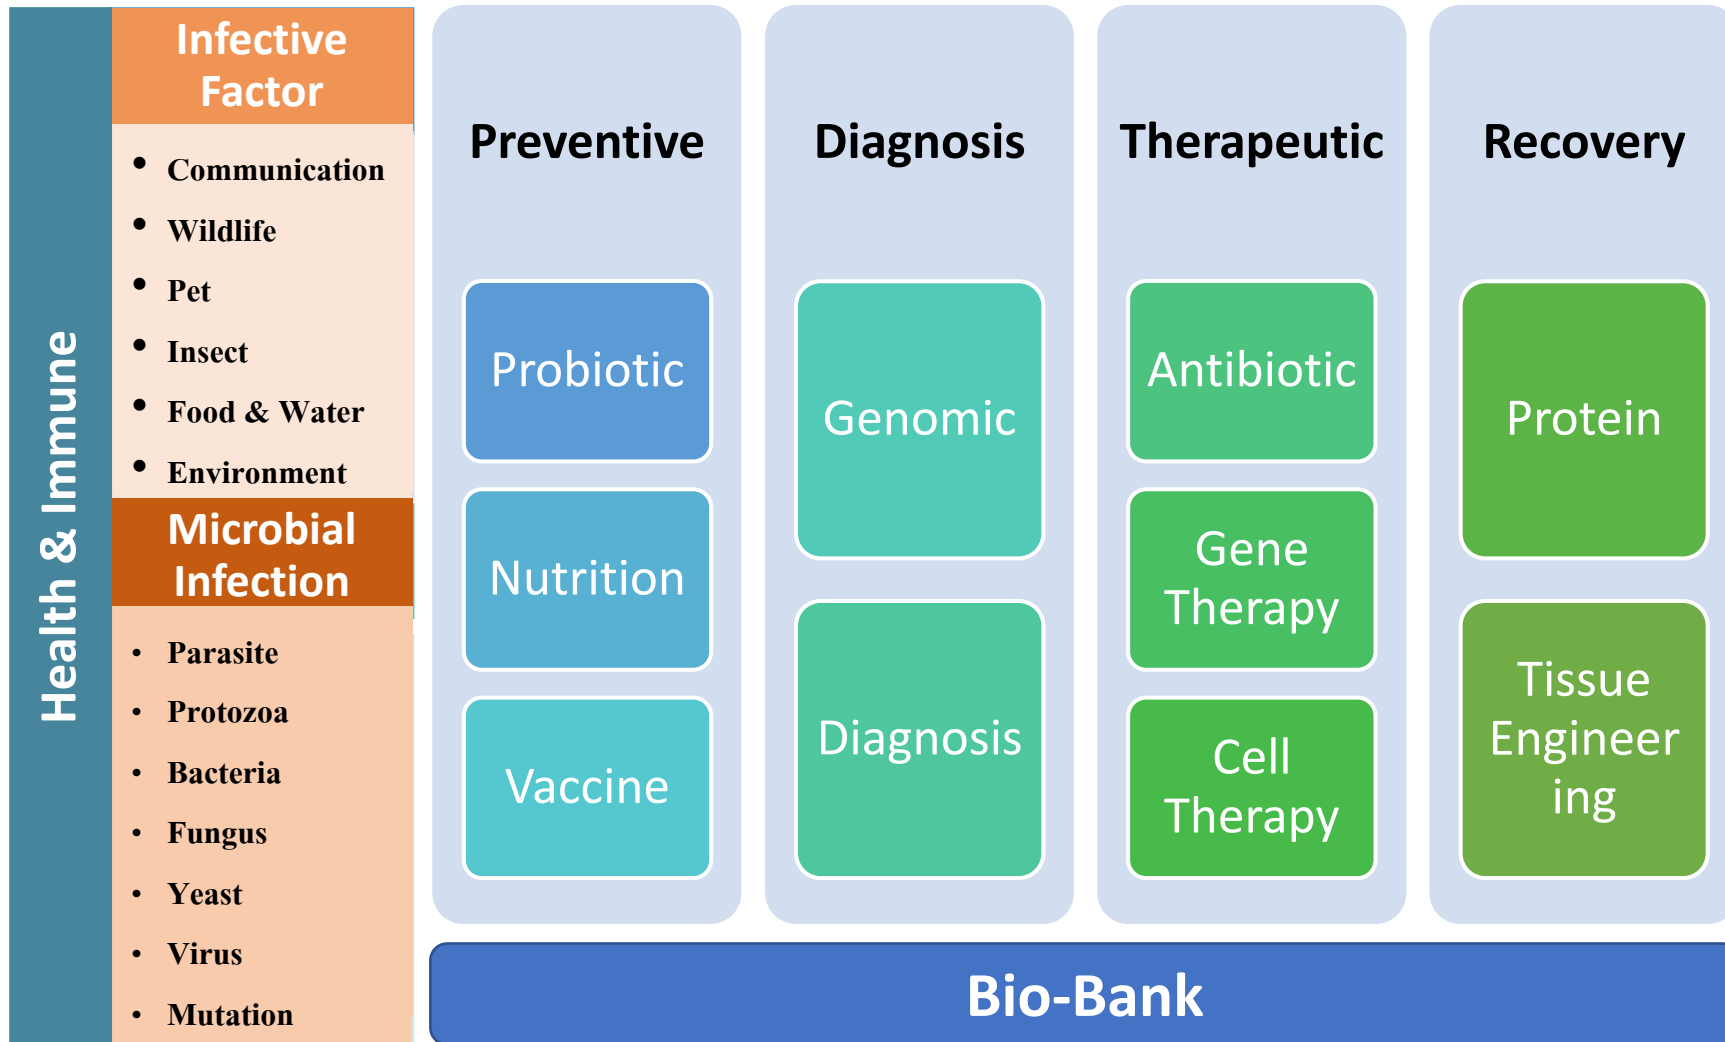 Health & Immune
Infective
Factor
• Communication
• Wildlife
• Pet
• Insect
• Food & Water
• Environment
Microbial
Infection
• Parasite
• Protozoa
• Bacteria
• Fungus
• Yeast
• Virus
• Mutation
Preventive
Probiotic
Nutrition
Vaccine
Diagnosis
Genomic
Diagnosis
Therapeutic
Antibiotic
Gene
Therapy
Cell
Therapy
Recovery
Protein
Tissue
Engineer
ing
Bio-Bank